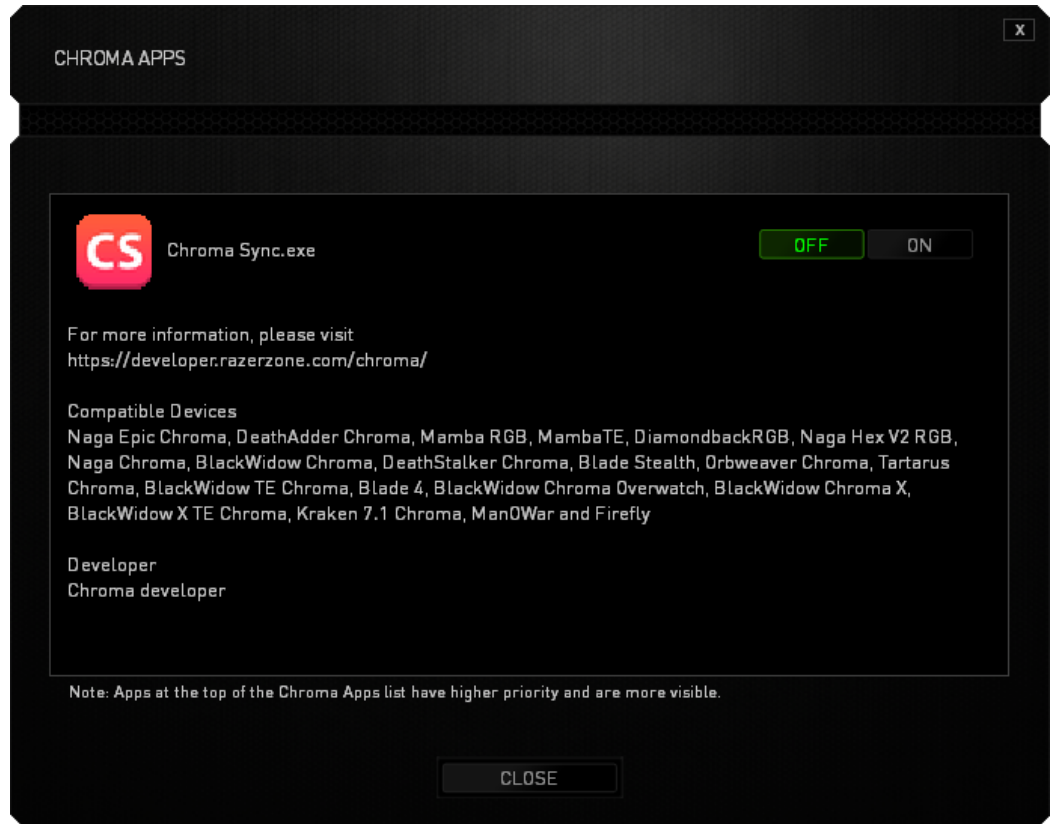 X
CHROMA APPS
CS
Chroma Sync.exe
OFF
ON
For more information, please visit
https://developer.razerzone.com/chroma/
Compatible Devices
Naga Epic Chroma, DeathAdder Chroma, Mamba RGB, MambaTE, DiamondbackRGB, Naga Hex V2 RGB,
Naga Chroma, BlackWidow Chroma, DeathStalker Chroma, Blade Stealth, Orbweaver Chroma, Tartarus
Chroma, BlackWidow TE Chroma, Blade 4, BlackWidow Chroma Overwatch, BlackWidow Chroma X,
BlackWidow X TE Chroma, Kraken 7.1 Chroma, ManOWar and Firefly
Developer
Chroma developer
Note: Apps at the top of the Chroma Apps list have higher priority and are more visible.
CLOSE